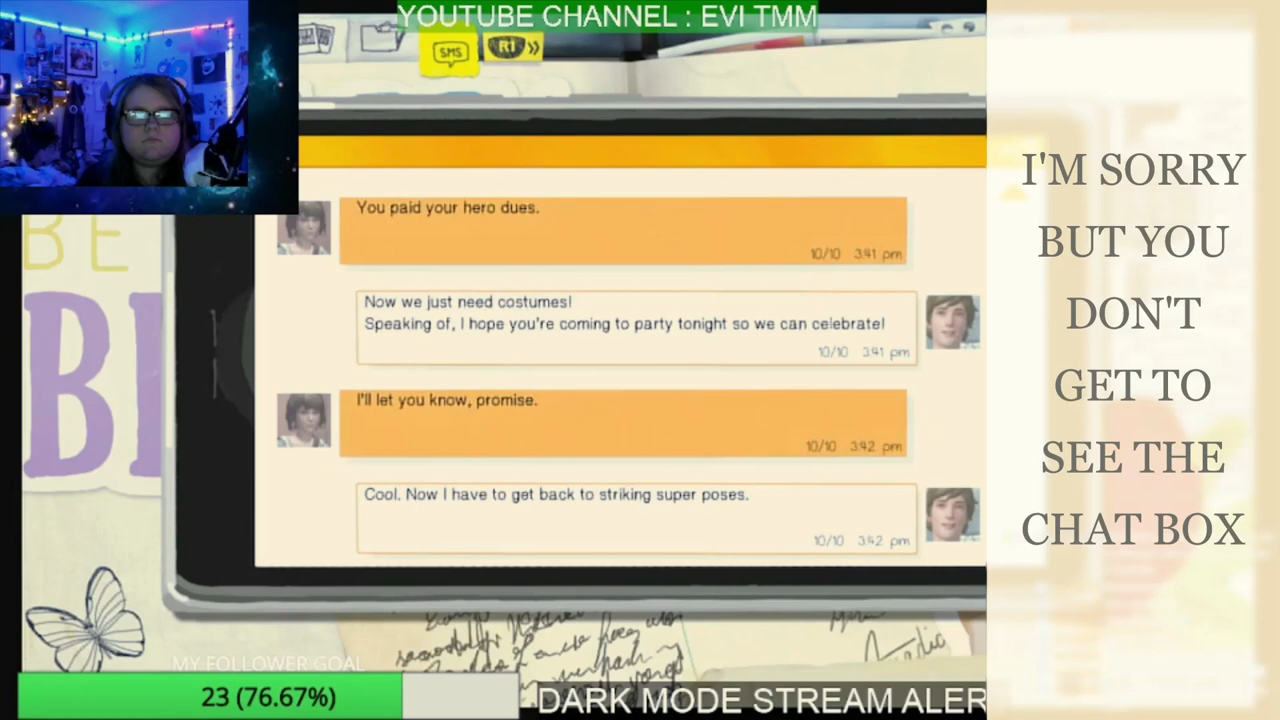 YOUTUBE CHANNEL : EVI TMM
SMS
RI
BE
You paid your hero dues.
10/10 3:41 pm
Now we just need costumes!
Speaking of, I hope you're coming to party tonight so we can celebrate!
10/10 3:41 pm
I'll let you know, promise.
10/10 3:42 pm
Cool. Now I have to get back to striking super poses.
10/10 3:42 pm
MY FOLLOWER GOAL
23 (76.67%)
DARK MODE STREAM ALER
I'M SORRY
BUT YOU
DON'T
GET TO
SEE THE
CHAT BOX